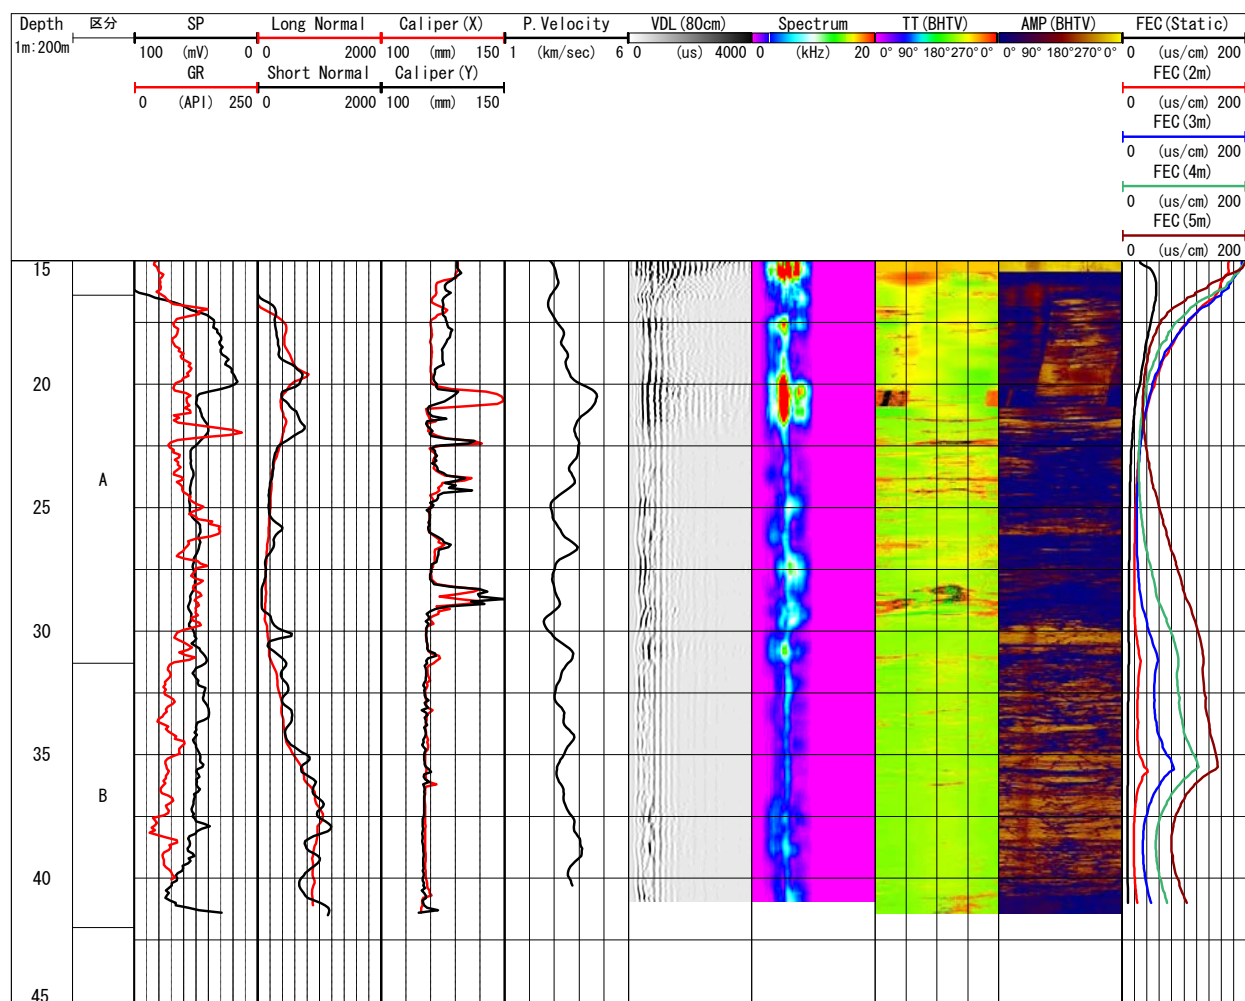 Depth 区分 SP Long Normal Caliper(X) P.Velocity VDL(80cm) Spectrum TT(BHTV) AMP(BHTV) FEC(Static)
1m:200m 100 (mV) 0 0 2000 100 (mm) 150 1 (km/sec) 6 0 (us) 4000 0 (kHz) 20 0° 90° 180°270° 0° 0° 90° 180°270° 0° 0 (us/cm) 200
GR Short Normal Caliper(Y) FEC(2m)
0 (API) 250 0 2000 100 (mm) 150 0 (us/cm) 200
FEC(3m)
0 (us/cm) 200
FEC(4m)
0 (us/cm) 200
FEC(5m)
0 (us/cm) 200
15
20
A
25
30
35
B
40
45